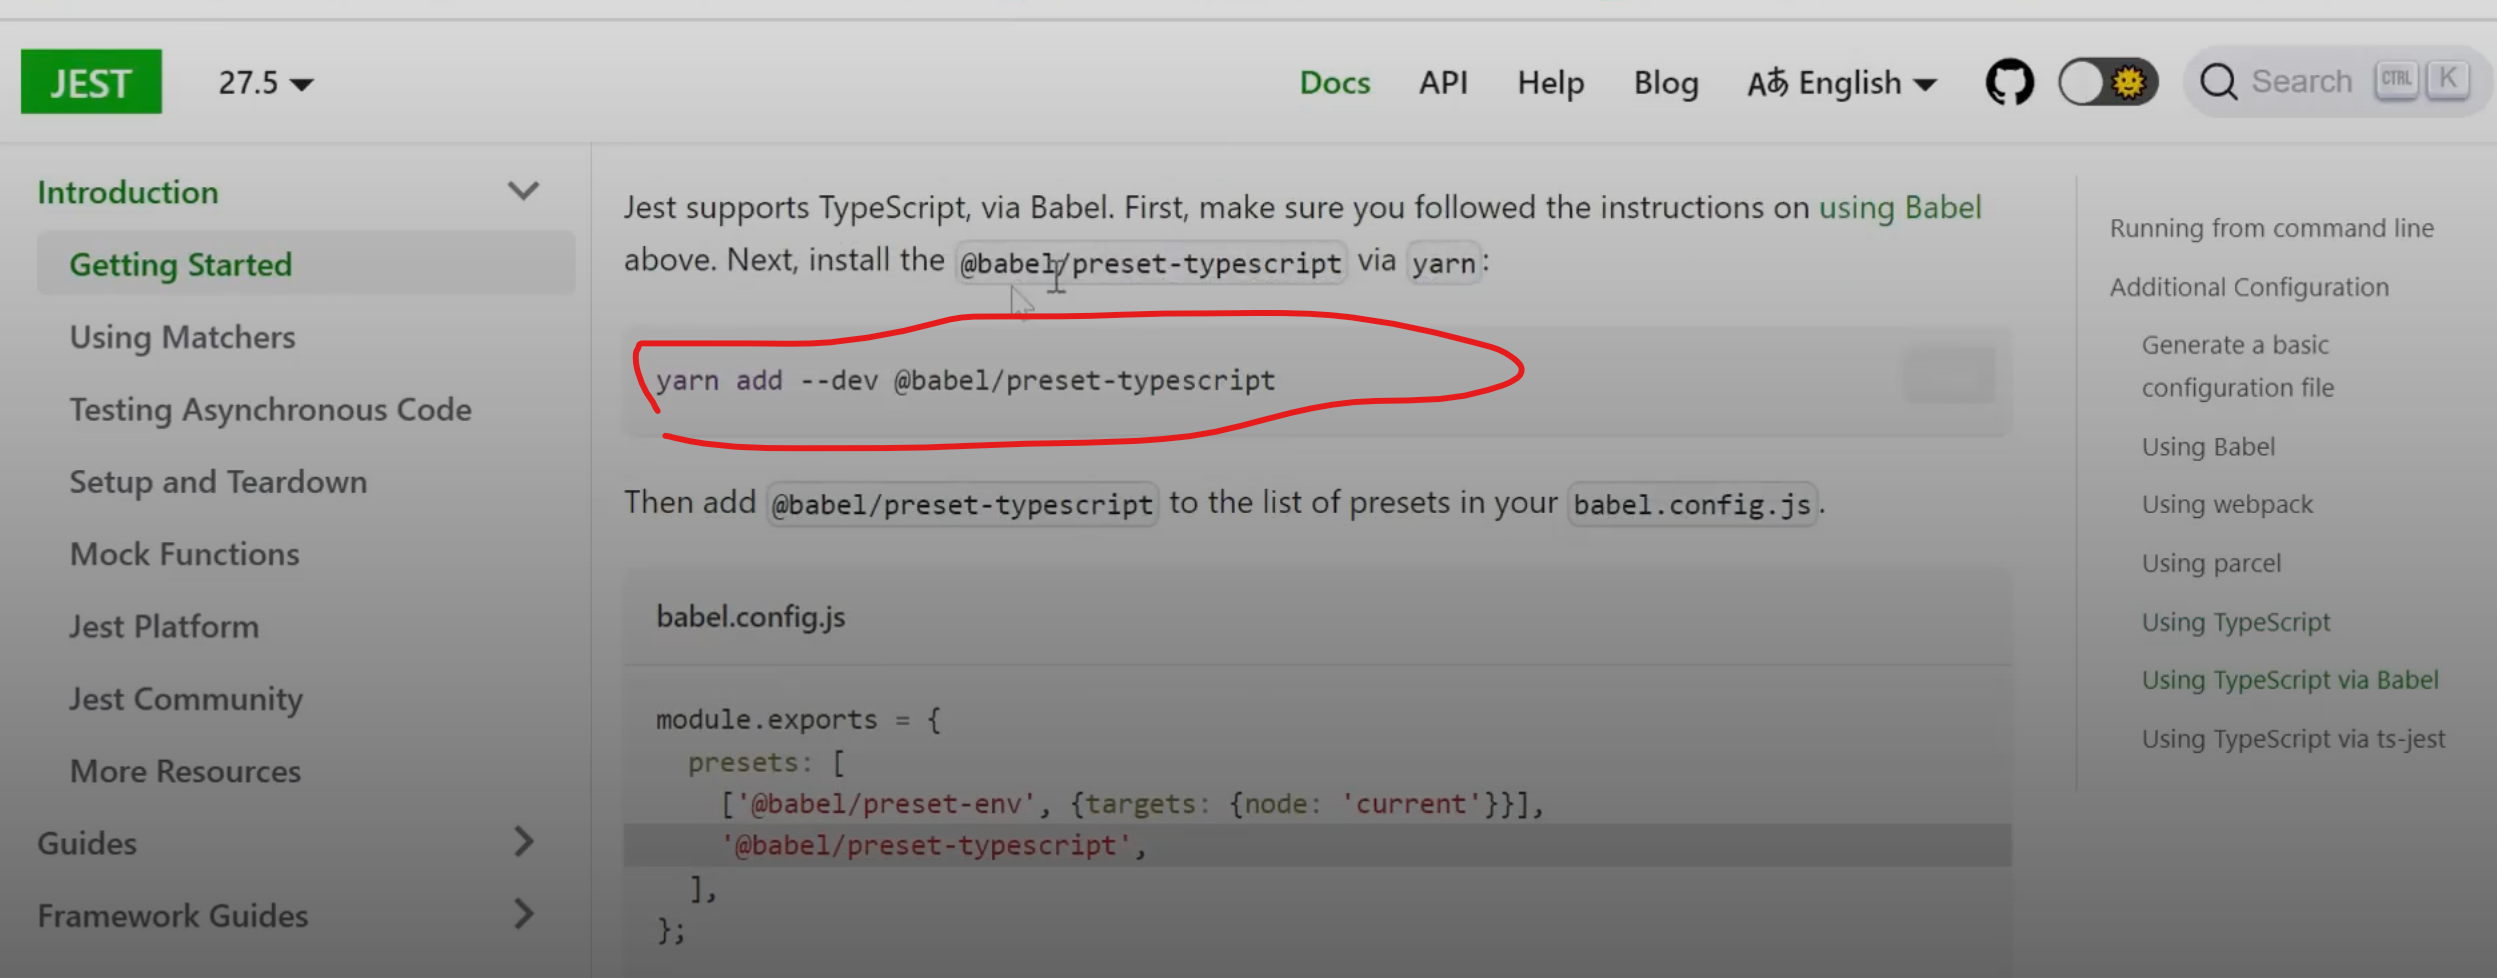 JEST
27.5
Docs
API
Help
Blog
Aあ English
Search
CTRL
K
Introduction
Getting Started
Using Matchers
Testing Asynchronous Code
Setup and Teardown
Mock Functions
Jest Platform
Jest Community
More Resources
Guides
Framework Guides
Jest supports TypeScript, via Babel. First, make sure you followed the instructions on using Babel
above. Next, install the @babel/preset-typescript via yarn:
yarn add --dev @babel/preset-typescript
Then add @babel/preset-typescript to the list of presets in your babel.config.js.
babel.config.js
module.exports = {
  presets: [
    ['@babel/preset-env', {targets: {node: 'current'}}],
    '@babel/preset-typescript',
  ],
};
Running from command line
Additional Configuration
Generate a basic
configuration file
Using Babel
Using webpack
Using parcel
Using TypeScript
Using TypeScript via Babel
Using TypeScript via ts-jest